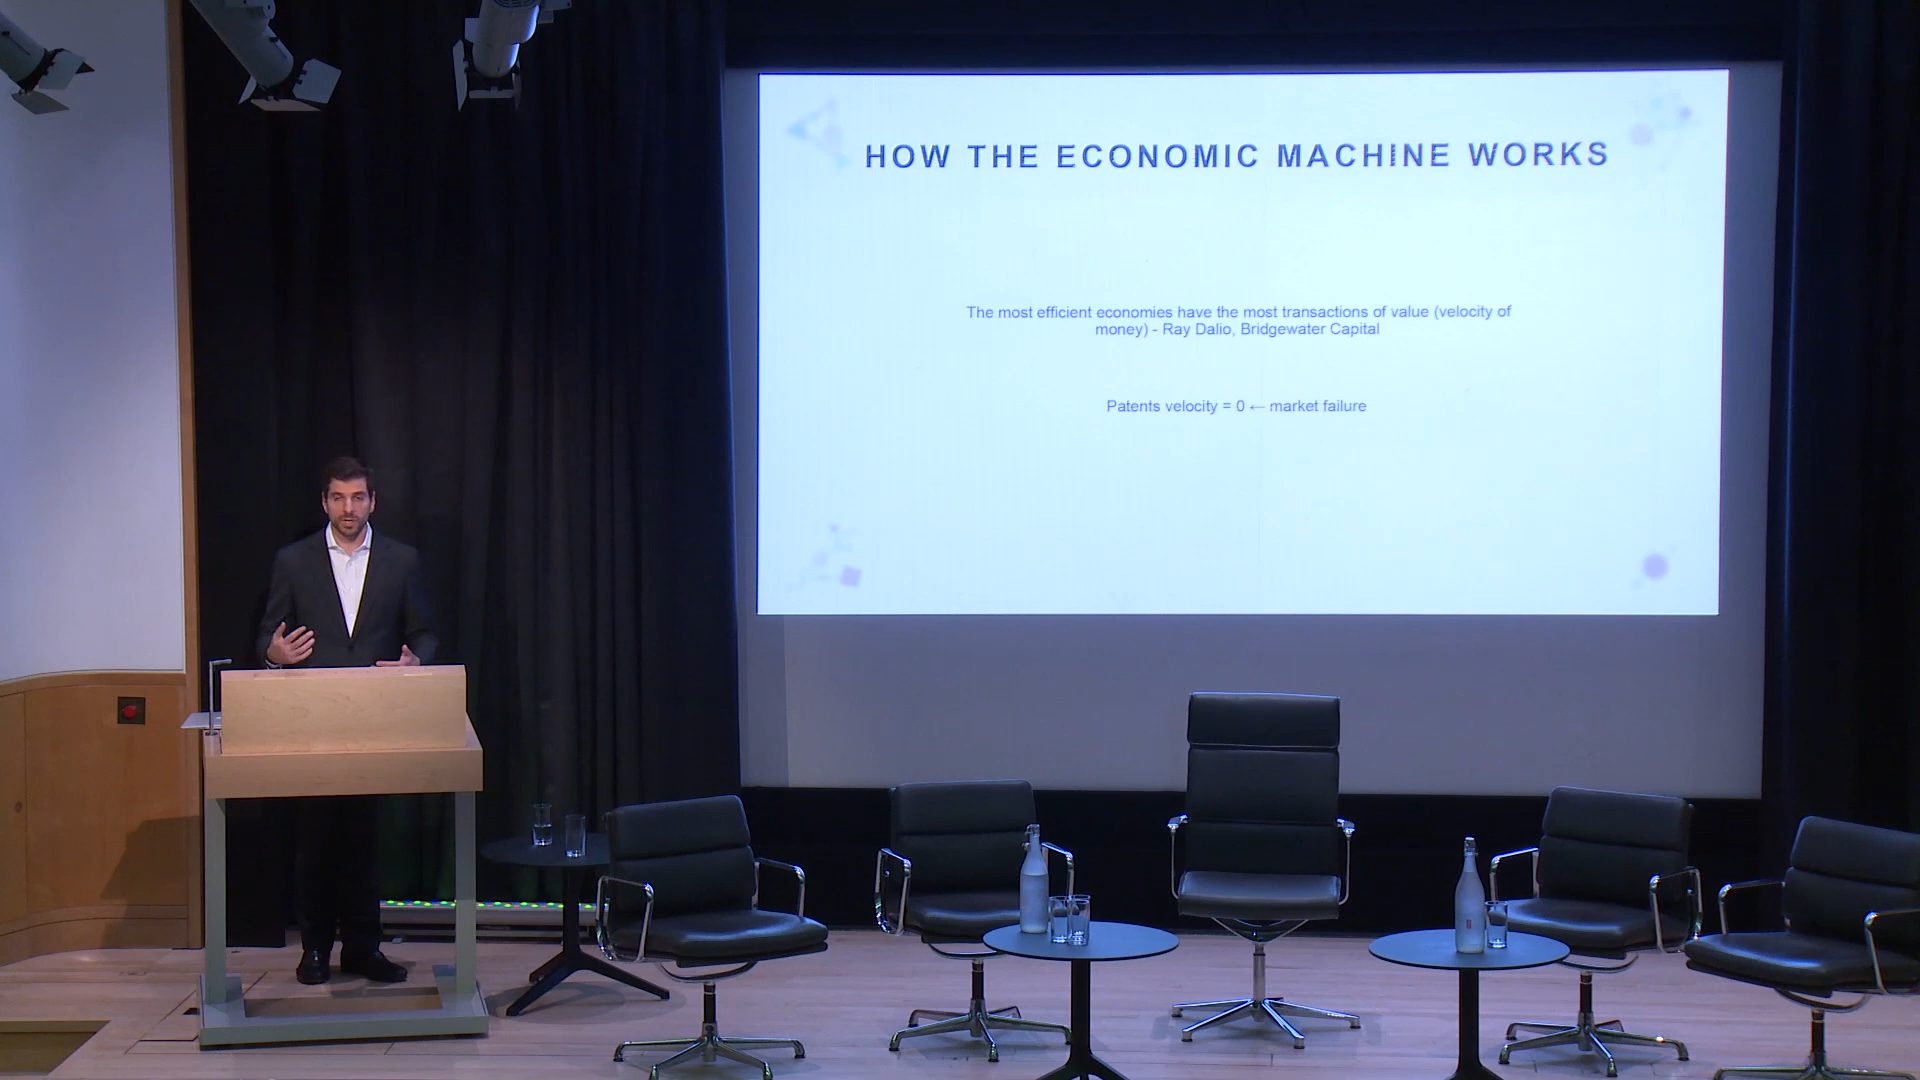 HOW THE ECONOMIC MACHINE WORKS
The most efficient economies have the most transactions of value (velocity of
money) - Ray Dalio, Bridgewater Capital
Patents velocity = 0 ← market failure